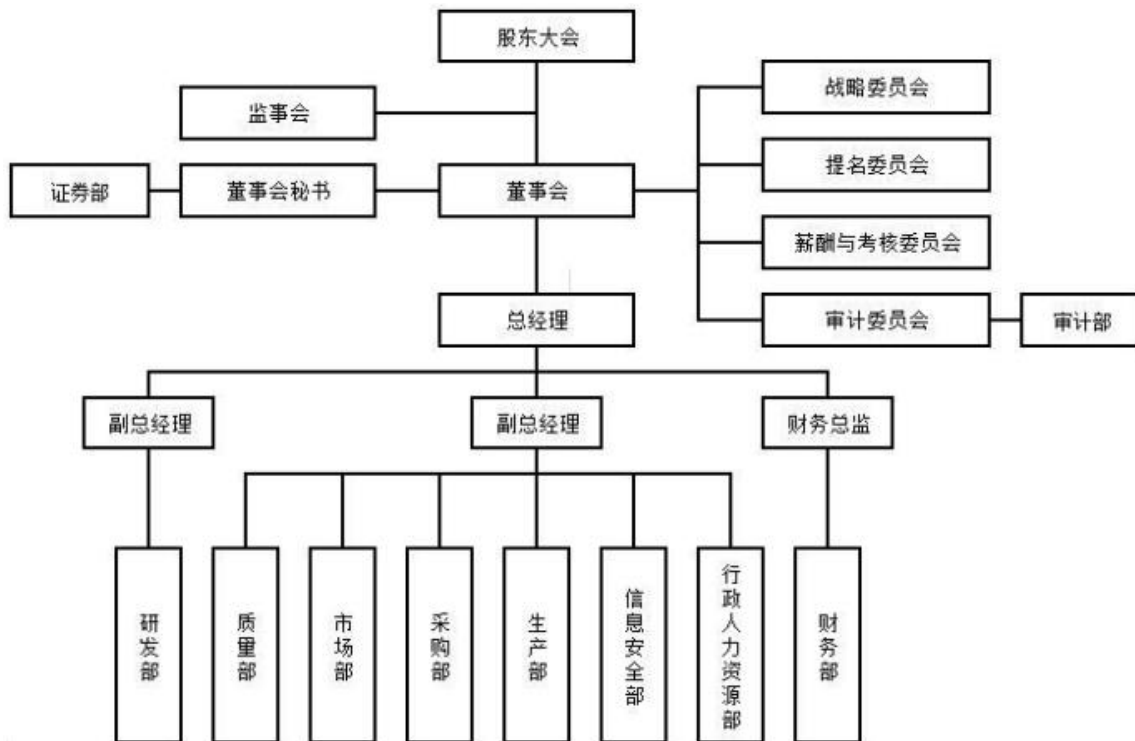 股东大会
战略委员会
监事会
提名委员会
证券部
董事会秘书
董事会
薪酬与考核委员会
总经理
审计委员会
审计部
副总经理
副总经理
财务总监
研发部
质量部
市场部
采购部
生产部
信息安全部
行政人力资源部
财务部